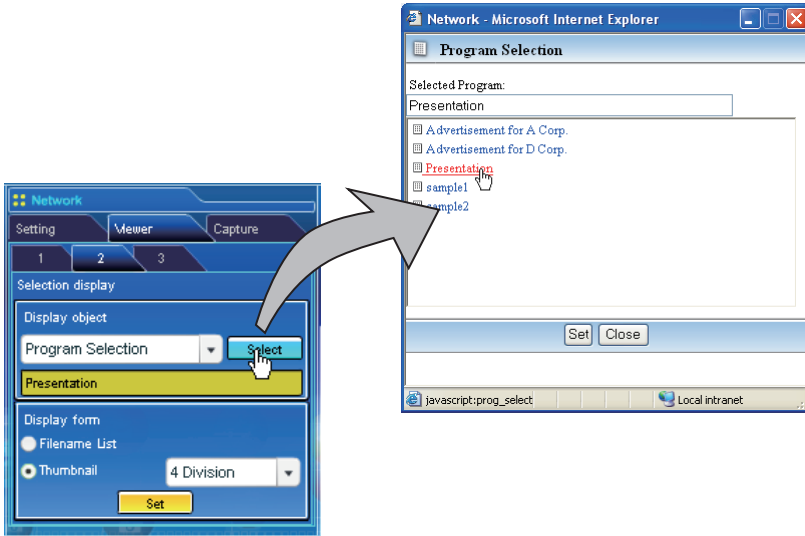 Network - Microsoft Internet Explorer
Program Selection
Selected Program:
Presentation
Advertisement for A Corp.
Advertisement for D Corp.
Presentation
sample1
sample2
Set Close
javascript:prog_select Local intranet
Network
Setting Viewer Capture
1 2 3
Selection display
Display object
Program Selection Select
Presentation
Display form
Filename List
Thumbnail 4 Division
Set